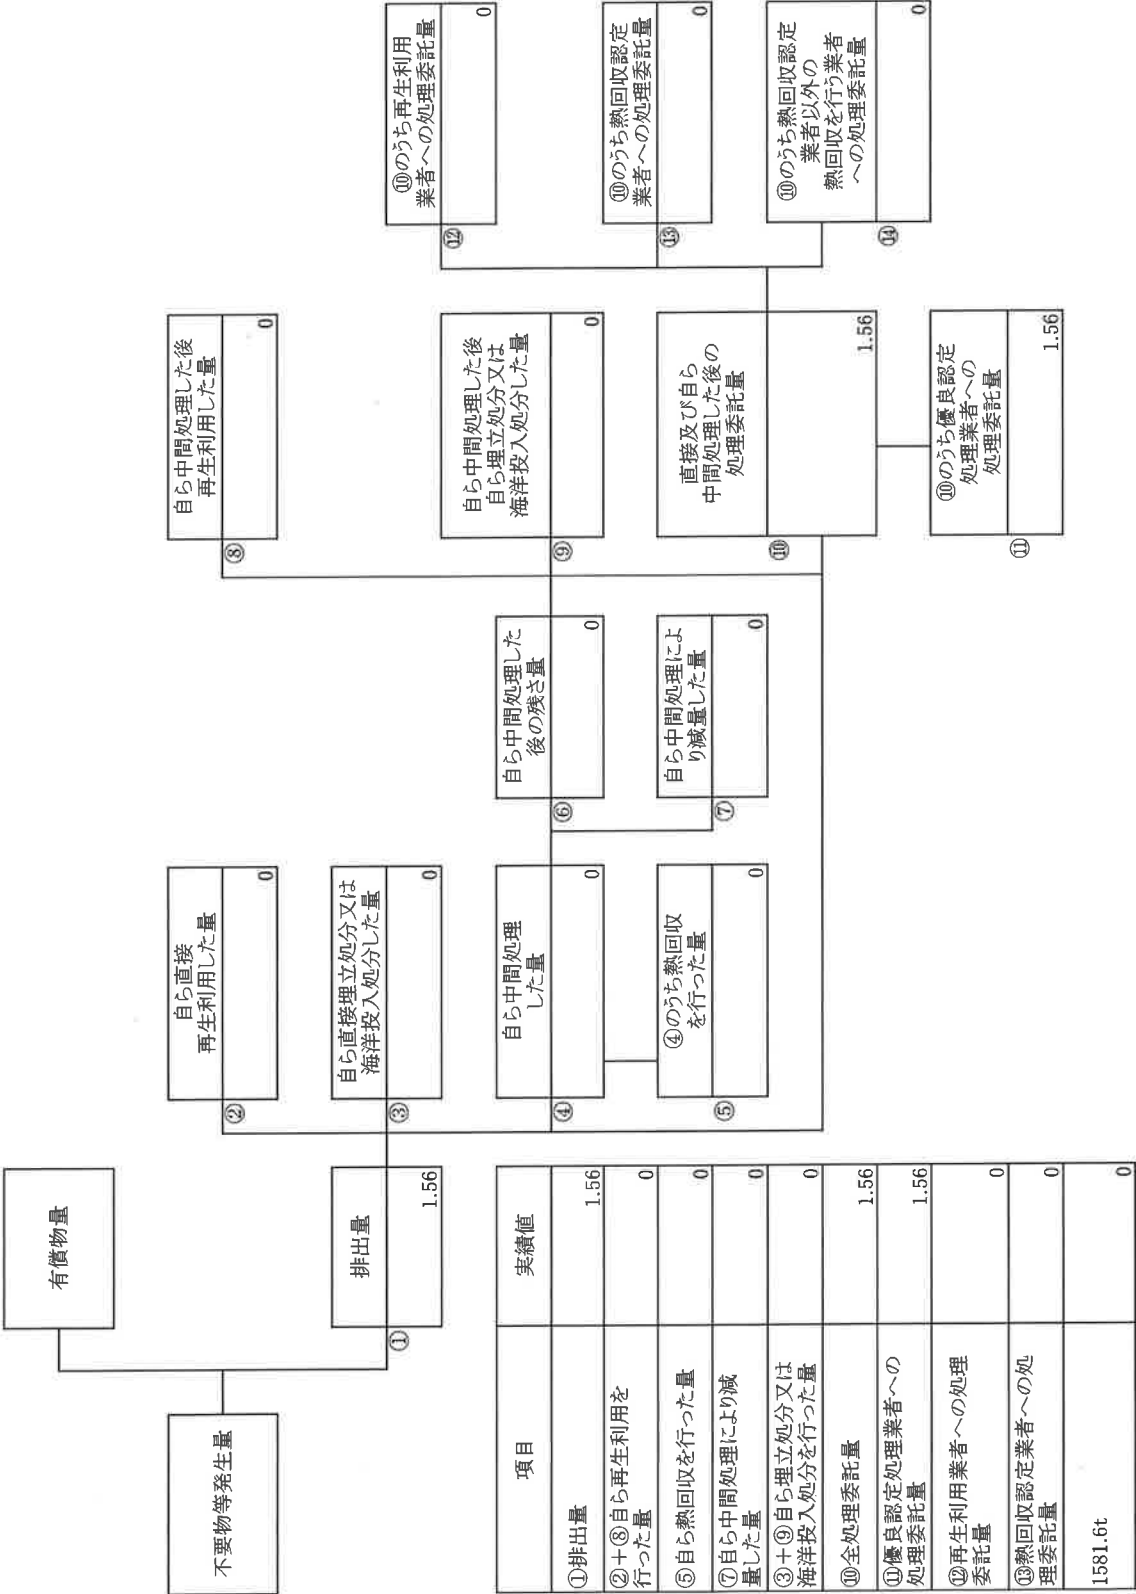 不要物等発生量
有償物量
排出量
①
1.56
自ら直接
再生利用した量
②
0
自ら直接埋立処分又は
海洋投入処分した量
③
0
自ら中間処理
した量
④
0
④のうち熱回収
を行った量
⑤
0
自ら中間処理した
後の残さ量
⑥
0
自ら中間処理によ
り減量した量
⑦
0
自ら中間処理した後
再生利用した量
⑧
0
自ら中間処理した後
自ら埋立処分又は
海洋投入処分した量
⑨
0
直接及び自ら
中間処理した後の
処理委託量
⑩
1.56
⑩のうち優良認定
処理業者への
処理委託量
⑪
1.56
⑩のうち再生利用
業者への処理委託量
⑫
0
⑩のうち熱回収認定
業者への処理委託量
⑬
0
⑩のうち熱回収認定
業者以外の
熱回収を行う業者
への処理委託量
⑭
0
項目 実績値
①排出量 1.56
②+⑧自ら再生利用を
行った量 0
⑤自ら熱回収を行った量 0
⑦自ら中間処理により減
量した量 0
③+⑨自ら埋立処分又は
海洋投入処分を行った量 0
⑩全処理委託量 1.56
⑪優良認定処理業者への
処理委託量 1.56
⑫再生利用業者への処理
委託量 0
⑬熱回収認定業者への処
理委託量 0
1581.6t 0